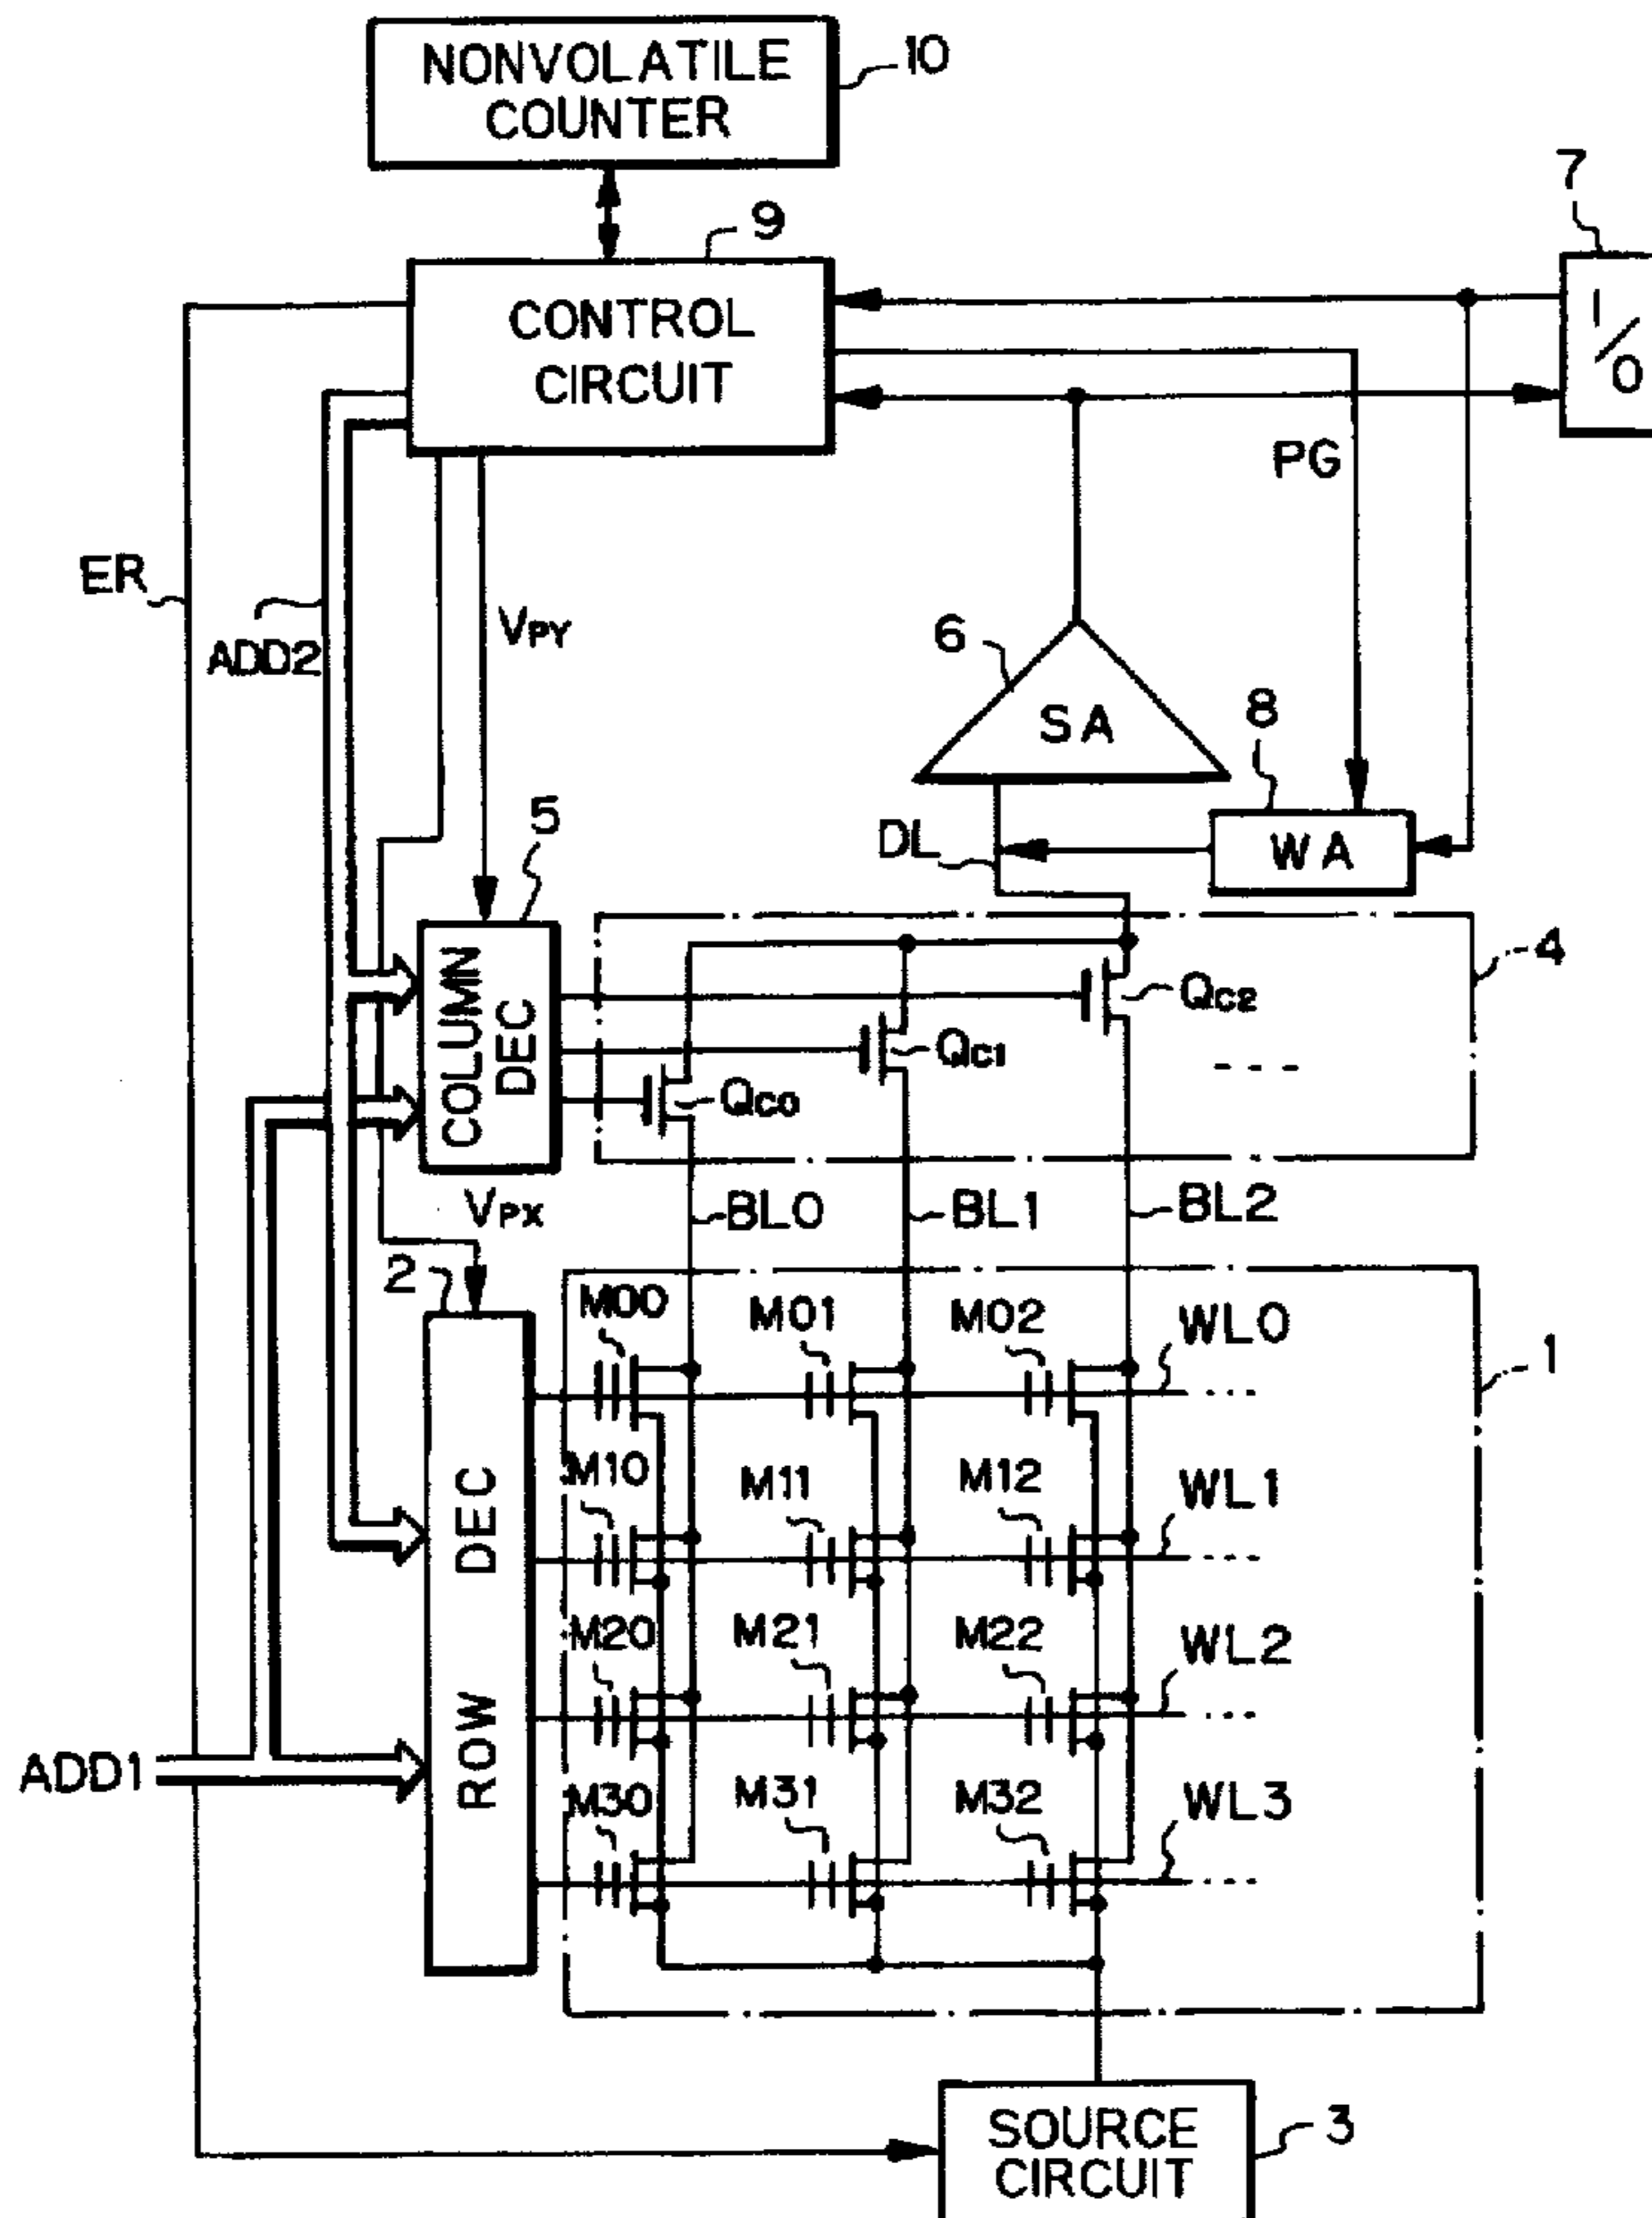 NONVOLATILE
COUNTER
10
9
7
CONTROL
CIRCUIT
I/O
PG
ER
ADD2
VPY
6
SA
8
WA
5
DL
COLUMN
DEC
4
QC2
QC1
QC0
- - - -
VPX
BL0
BL1
BL2
2
M00
M01
M02
WL0
1
ROW DEC
M10
M11
M12
WL1
M20
M21
M22
WL2
ADD1
M30
M31
M32
WL3
SOURCE
CIRCUIT
3